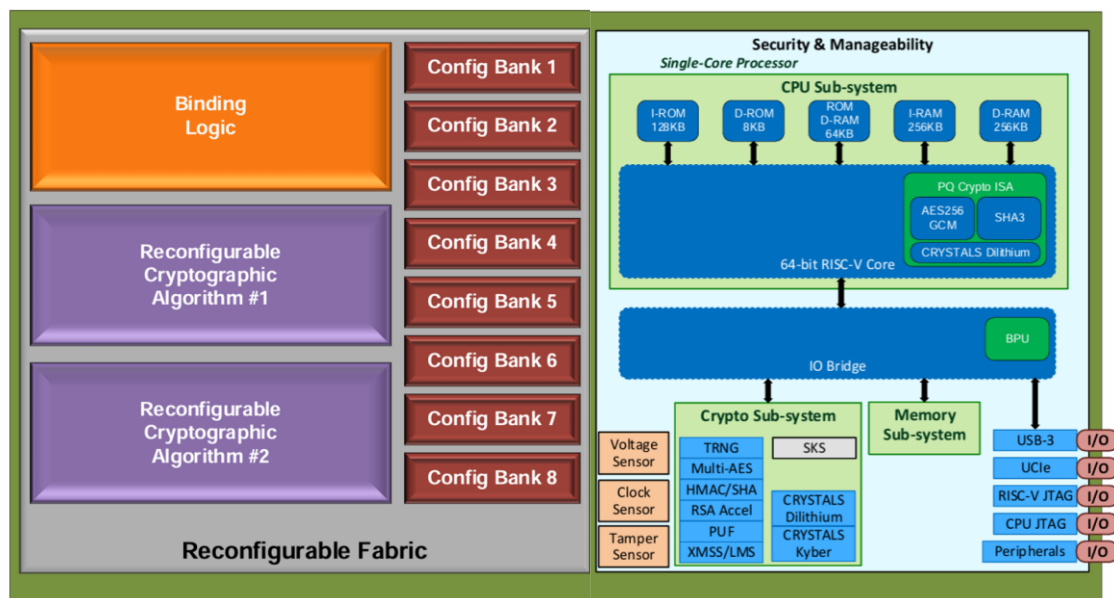 Binding
Logic
Reconfigurable
Cryptographic
Algorithm #1
Reconfigurable
Cryptographic
Algorithm #2
Config Bank 1
Config Bank 2
Config Bank 3
Config Bank 4
Config Bank 5
Config Bank 6
Config Bank 7
Config Bank 8
Reconfigurable Fabric
Security & Manageability
Single-Core Processor
CPU Sub-system
I-ROM
128KB
D-ROM
8KB
ROM
D-RAM
64KB
I-RAM
256KB
D-RAM
256KB
PQ Crypto ISA
AES256
GCM
SHA3
CRYSTALS Dilithium
64-bit RISC-V Core
BPU
IO Bridge
Voltage
Sensor
Clock
Sensor
Tamper
Sensor
Crypto Sub-system
TRNG
Multi-AES
HMAC/SHA
RSA Accel
PUF
XMSS/LMS
SKS
CRYSTALS
Dilithium
CRYSTALS
Kyber
Memory
Sub-system
USB-3 I/O
UCIe I/O
RISC-V JTAG I/O
CPU JTAG I/O
Peripherals I/O